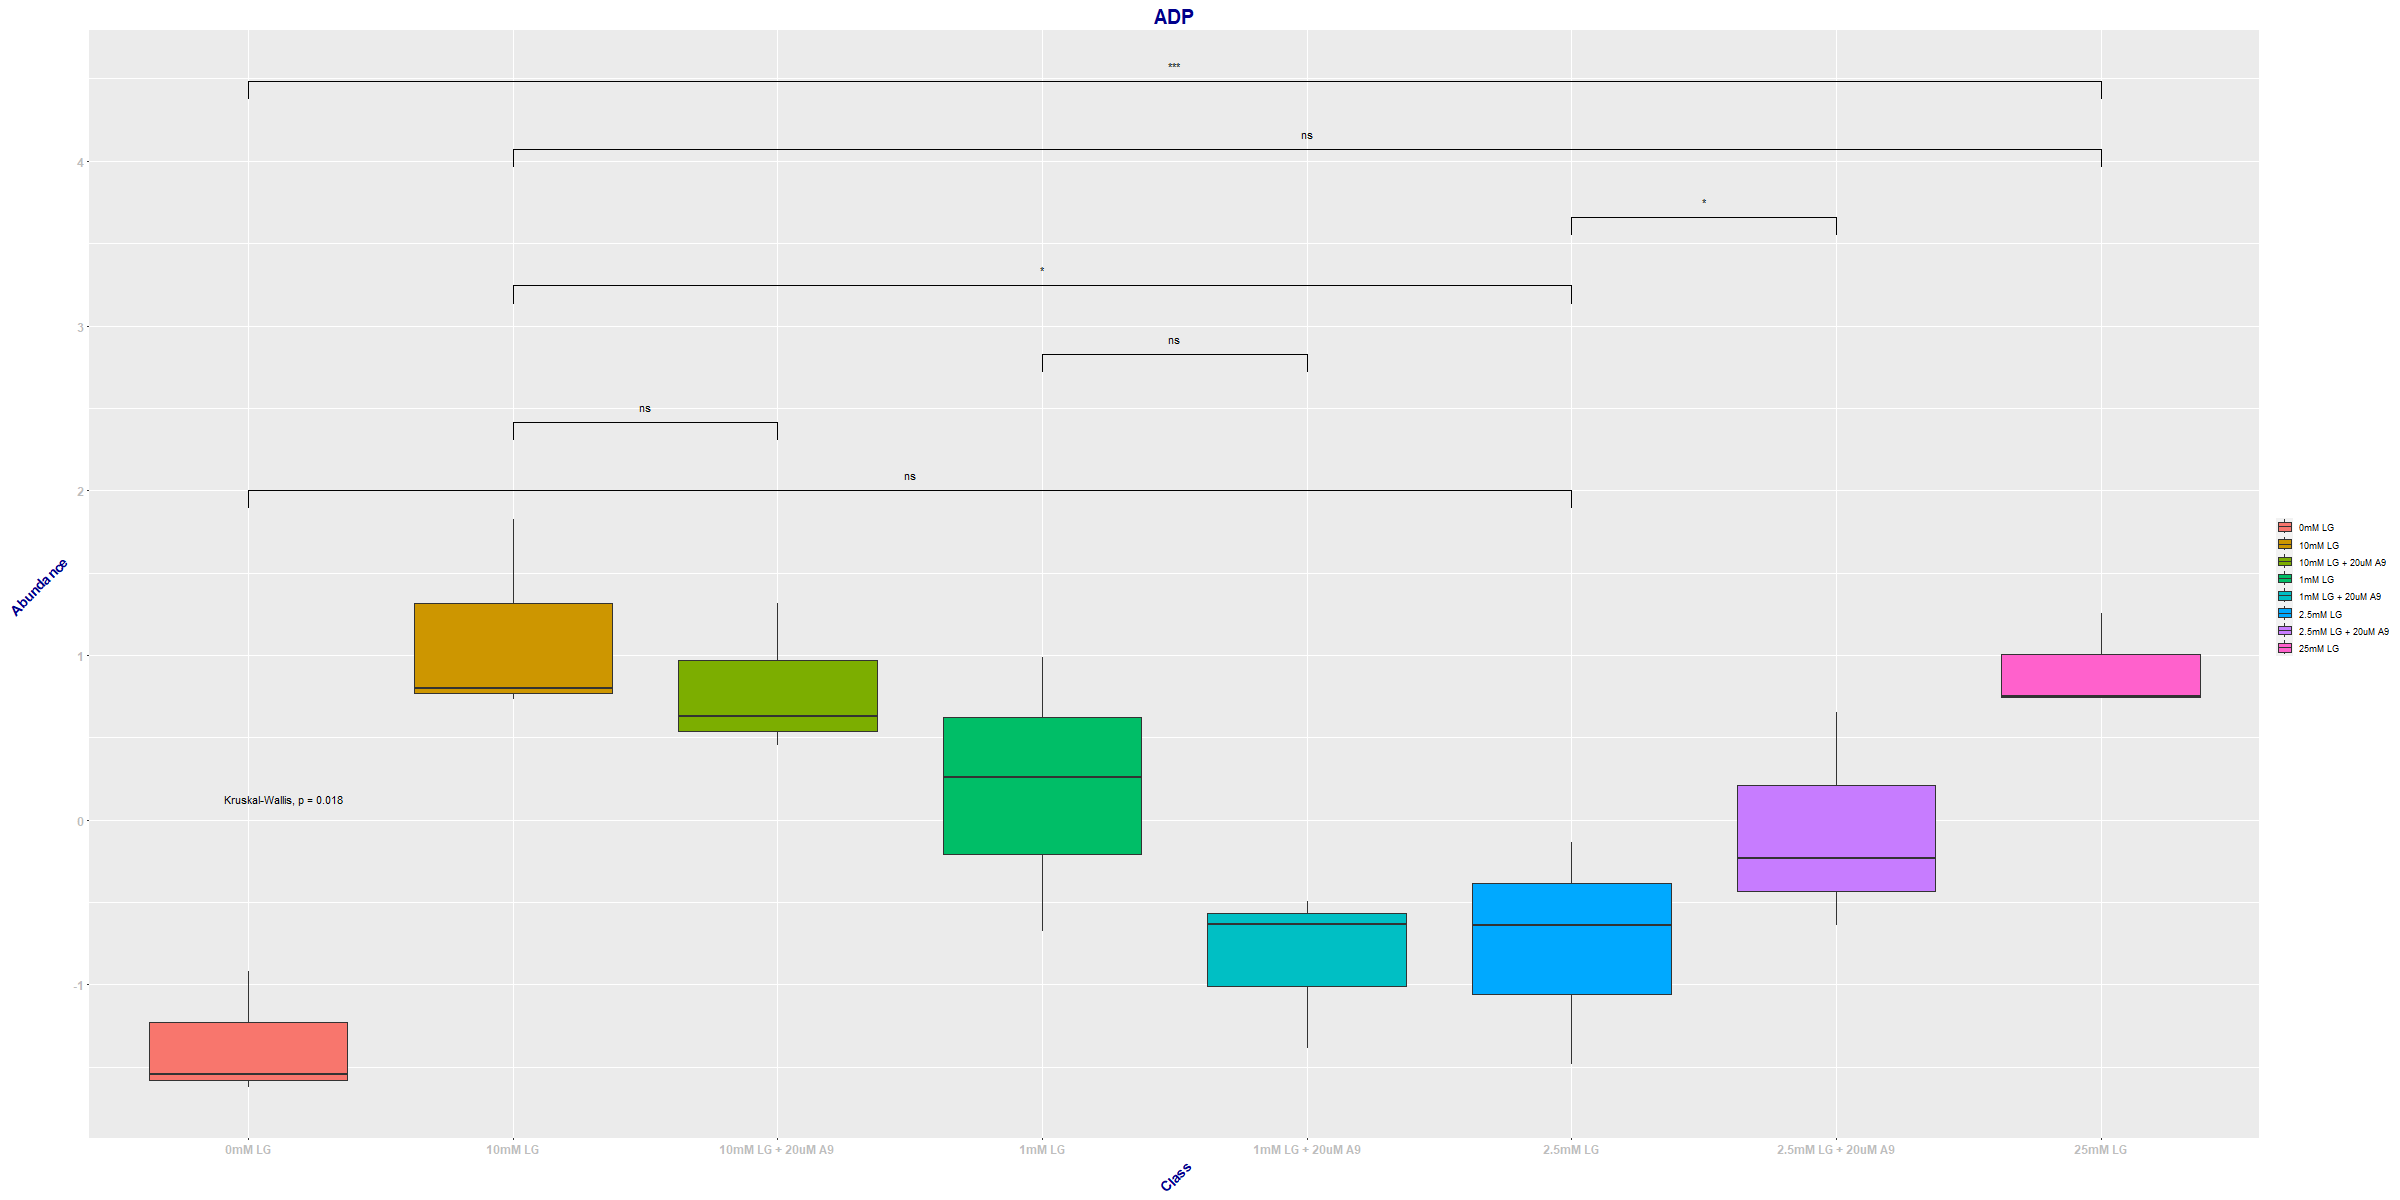 ADP
***
ns
*
*
ns
ns
ns
4
3
2
1
0
-1
Abundance
Kruskal-Wallis, p = 0.018
0mM LG
10mM LG
10mM LG + 20uM A9
1mM LG
1mM LG + 20uM A9
2.5mM LG
2.5mM LG + 20uM A9
25mM LG
Class
0mM LG
10mM LG
10mM LG + 20uM A9
1mM LG
1mM LG + 20uM A9
2.5mM LG
2.5mM LG + 20uM A9
25mM LG